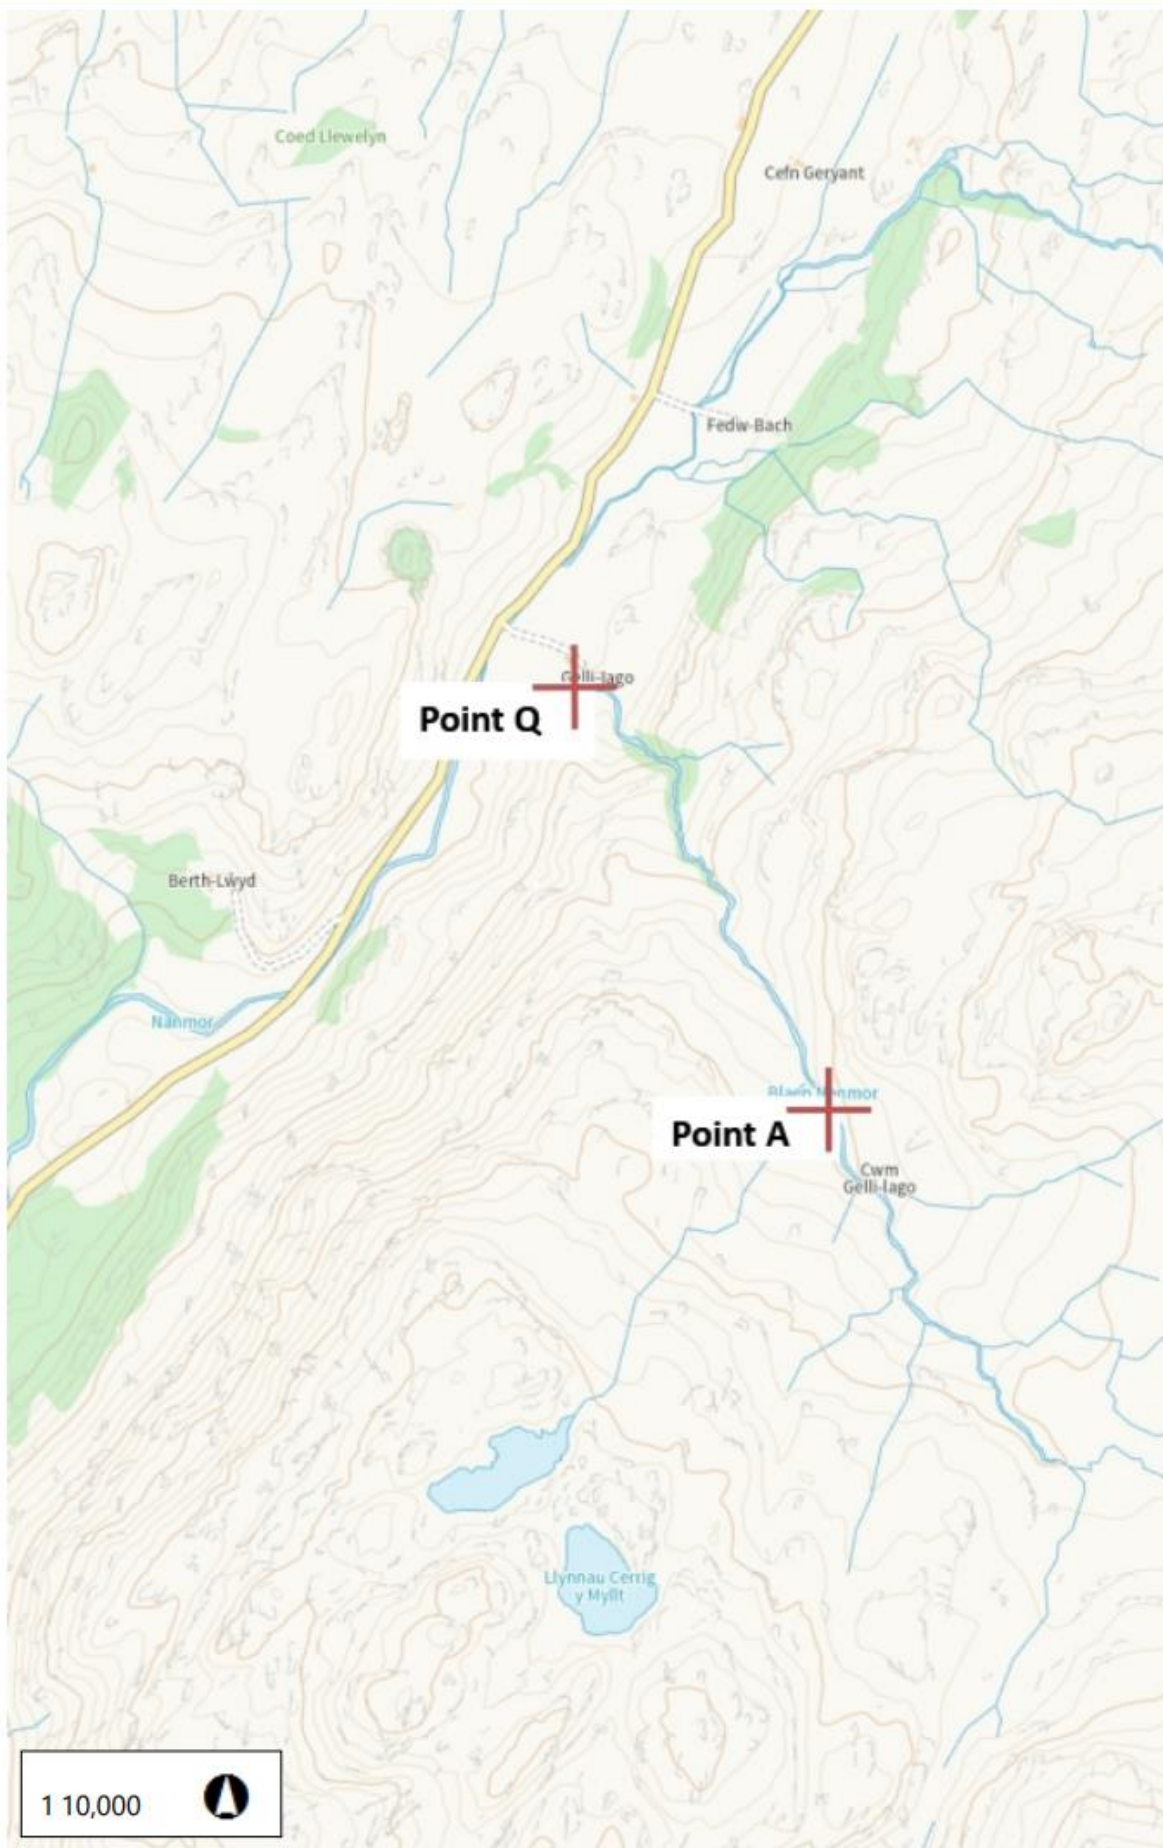 Coed Llewelyn
Cefn Geryant
Fedw-Bach
Gelli-Iago
Point Q
Berth-Lwyd
Nanmor
Blaen Nanmor
Point A
Cwm
Gelli-Iago
Llynnau Cerrig
y Myllt
1 10,000